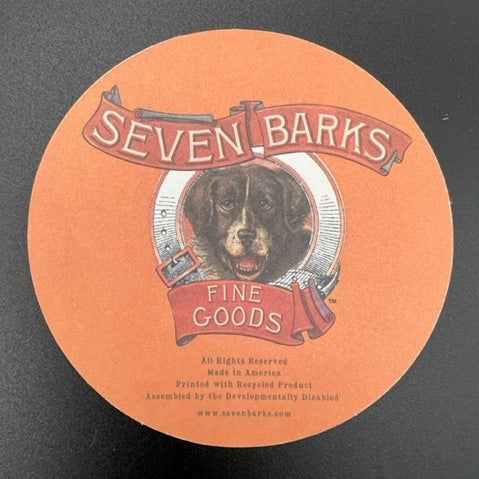 SEVEN BARKS
FINE
GOODS
™
All Rights Reserved
Made in America
Printed with Recycled Product
Assembled by the Developmentally Disabled
www.sevenbarks.com